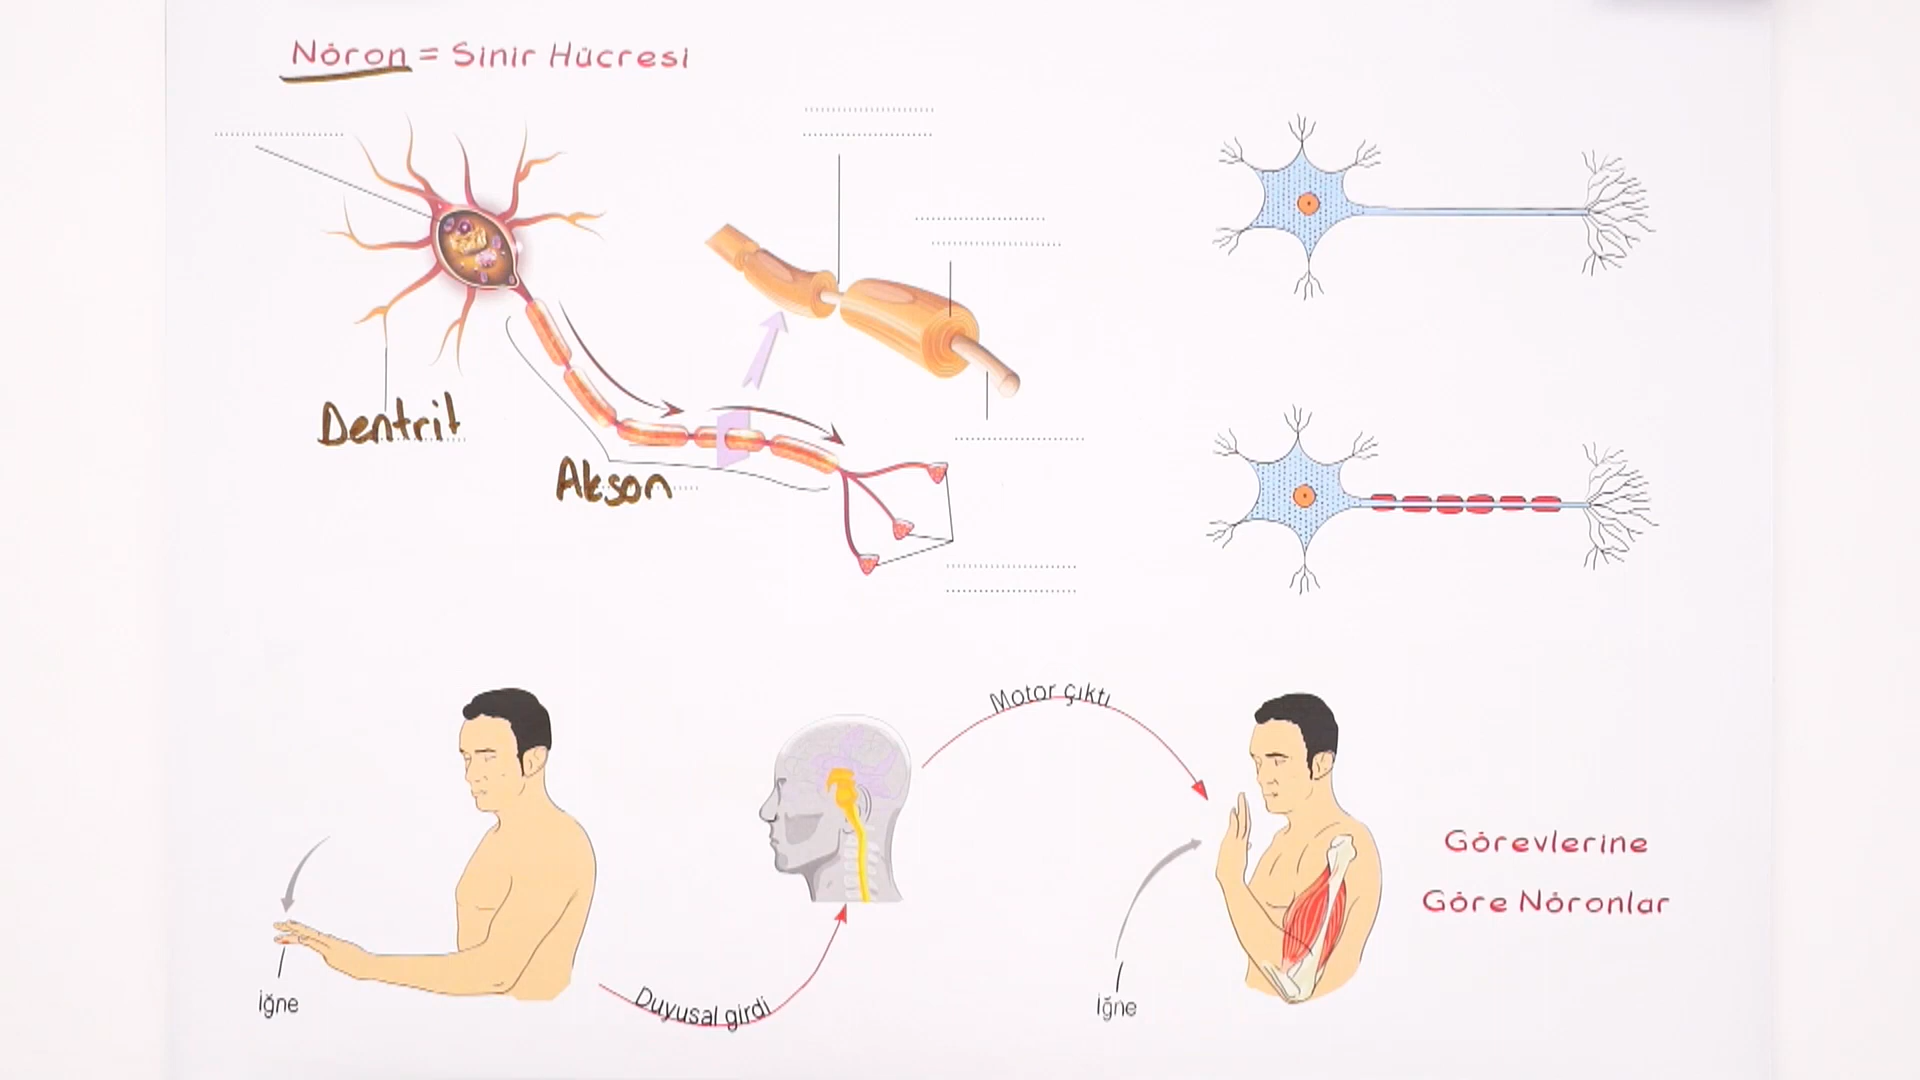 Nöron = Sinir Hücresi
Dentrit
Akson
Motor çıktı
Duyusal girdi
İğne
İğne
Görevlerine
Göre Nöronlar